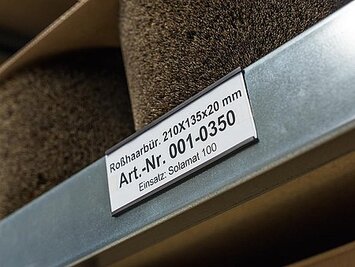 Roßhaarbür. 210X135x20 mm
Art.-Nr. 001-0350
Einsatz: Solamat 100